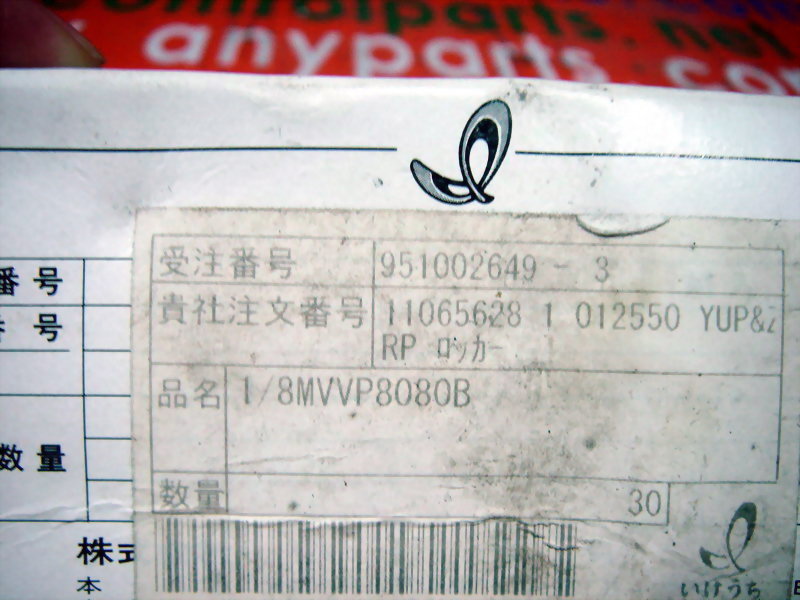 anyparts.net
anyparts.com
受注番号 951002649 - 3
番号
貴社注文番号 11065628 1 012550 YUP&Z
号
RP ロッカー
品名 1/8MVVP8080B
数量
数量 30
株式
本
いけうち